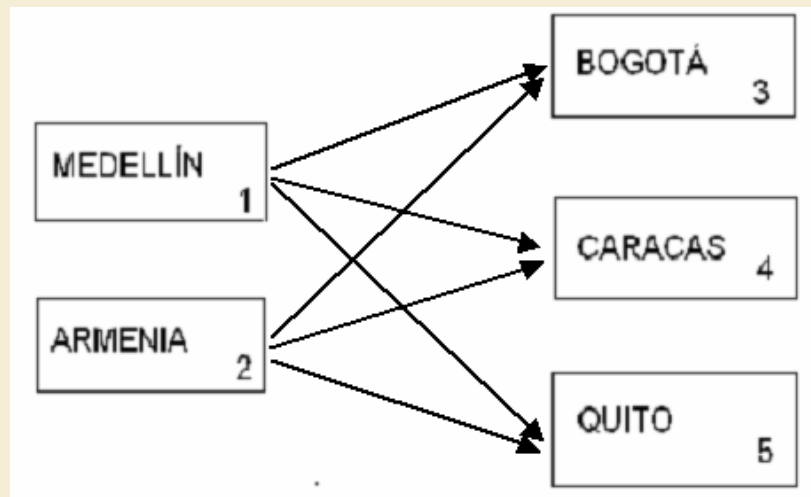 MEDELLÍN
1
ARMENIA
2
BOGOTÁ
3
CARACAS
4
QUITO
5